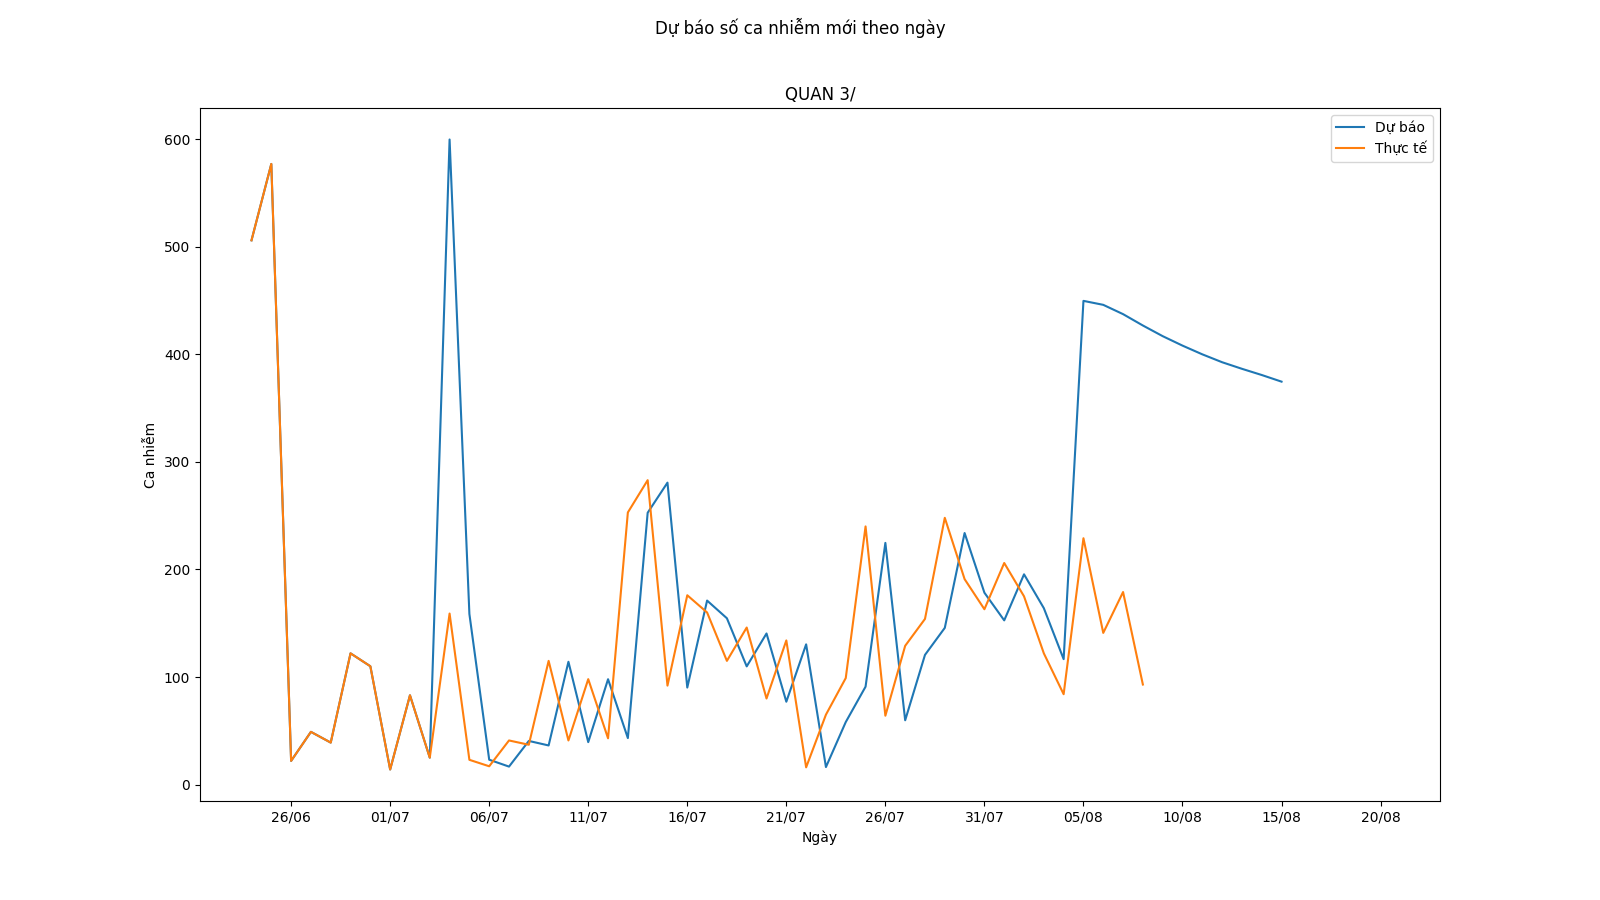 Dự báo số ca nhiễm mới theo ngày
QUAN 3/
Dự báo
Thực tế
600
500
400
300
200
100
0
Ca nhiễm
26/06 01/07 06/07 11/07 16/07 21/07 26/07 31/07 05/08 10/08 15/08 20/08
Ngày